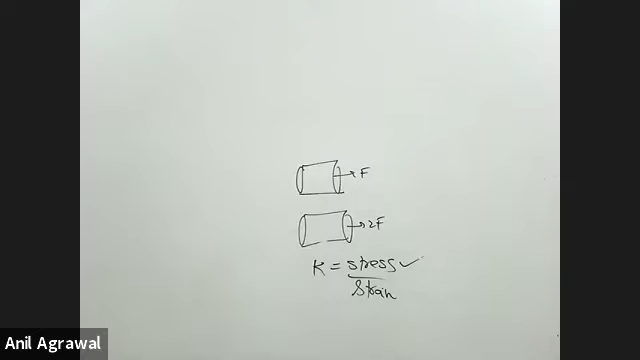 → F
→ 2F
K = stress ✓
Strain
Anil Agrawal